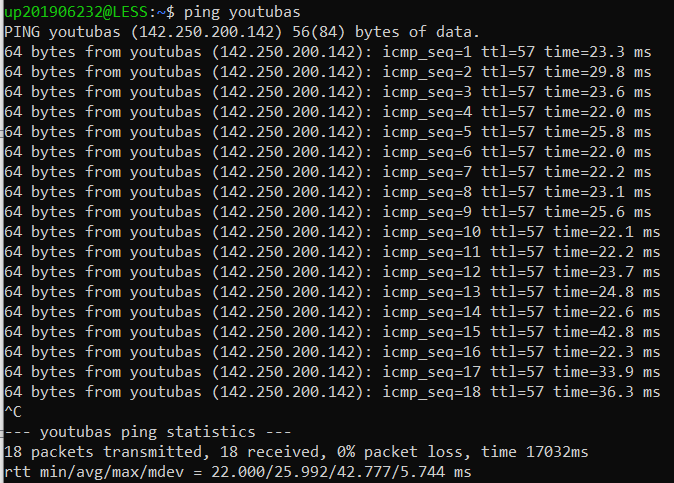 up201906232@LESS:~$ ping youtubas
PING youtubas (142.250.200.142) 56(84) bytes of data.
64 bytes from youtubas (142.250.200.142): icmp_seq=1 ttl=57 time=23.3 ms
64 bytes from youtubas (142.250.200.142): icmp_seq=2 ttl=57 time=29.8 ms
64 bytes from youtubas (142.250.200.142): icmp_seq=3 ttl=57 time=23.6 ms
64 bytes from youtubas (142.250.200.142): icmp_seq=4 ttl=57 time=22.0 ms
64 bytes from youtubas (142.250.200.142): icmp_seq=5 ttl=57 time=25.8 ms
64 bytes from youtubas (142.250.200.142): icmp_seq=6 ttl=57 time=22.0 ms
64 bytes from youtubas (142.250.200.142): icmp_seq=7 ttl=57 time=22.2 ms
64 bytes from youtubas (142.250.200.142): icmp_seq=8 ttl=57 time=23.1 ms
64 bytes from youtubas (142.250.200.142): icmp_seq=9 ttl=57 time=25.6 ms
64 bytes from youtubas (142.250.200.142): icmp_seq=10 ttl=57 time=22.1 ms
64 bytes from youtubas (142.250.200.142): icmp_seq=11 ttl=57 time=22.2 ms
64 bytes from youtubas (142.250.200.142): icmp_seq=12 ttl=57 time=23.7 ms
64 bytes from youtubas (142.250.200.142): icmp_seq=13 ttl=57 time=24.8 ms
64 bytes from youtubas (142.250.200.142): icmp_seq=14 ttl=57 time=22.6 ms
64 bytes from youtubas (142.250.200.142): icmp_seq=15 ttl=57 time=42.8 ms
64 bytes from youtubas (142.250.200.142): icmp_seq=16 ttl=57 time=22.3 ms
64 bytes from youtubas (142.250.200.142): icmp_seq=17 ttl=57 time=33.9 ms
64 bytes from youtubas (142.250.200.142): icmp_seq=18 ttl=57 time=36.3 ms
^C
--- youtubas ping statistics ---
18 packets transmitted, 18 received, 0% packet loss, time 17032ms
rtt min/avg/max/mdev = 22.000/25.992/42.777/5.744 ms